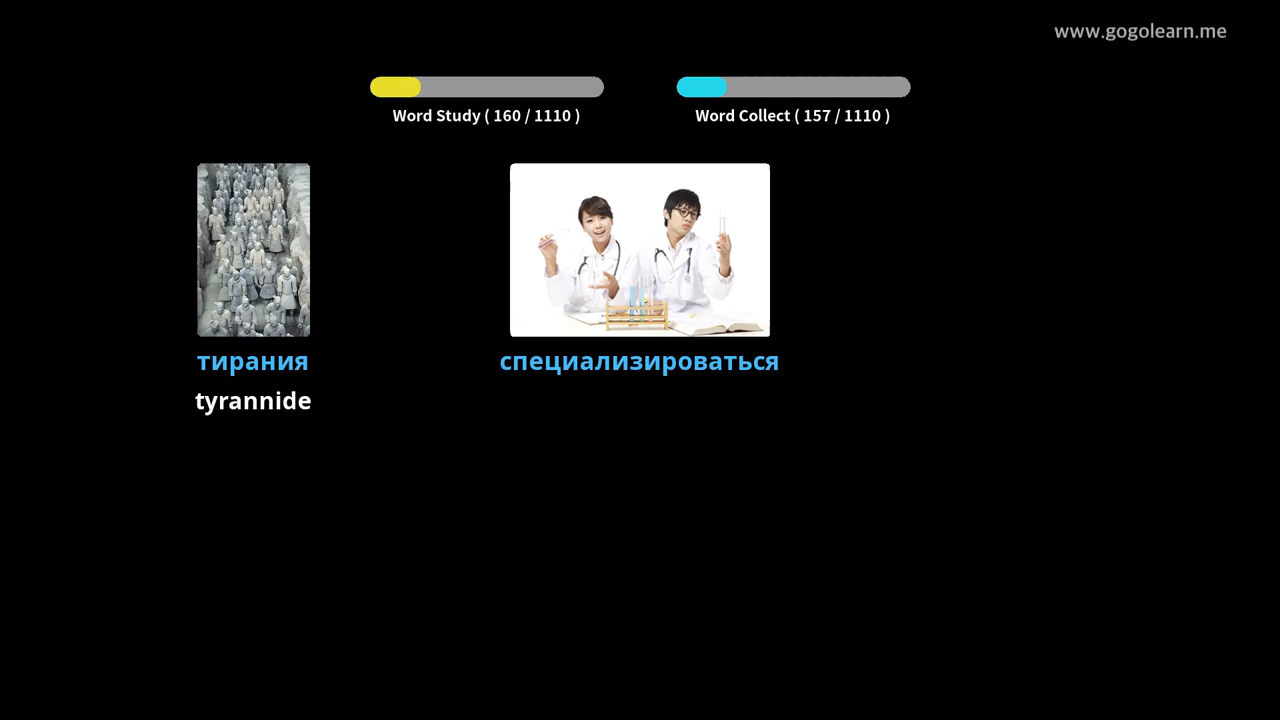 www.gogolearn.me
Word Study ( 160 / 1110 )
Word Collect ( 157 / 1110 )
тирания
специализироваться
tyrannide